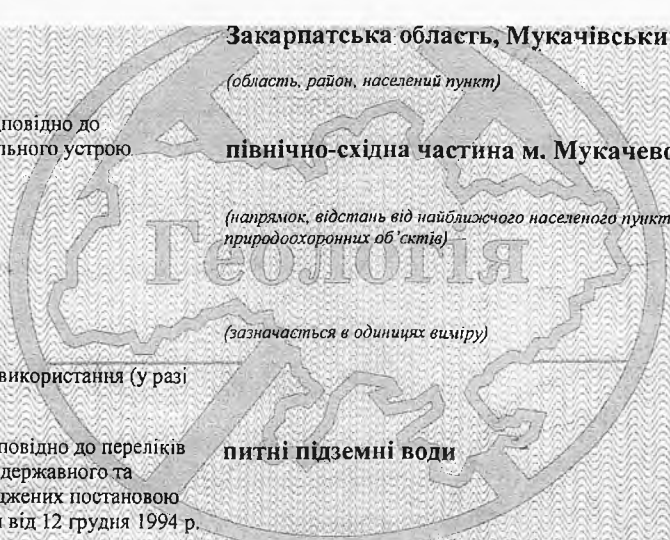 Закарпатська область, Мукачівськи
(область, район, населений пункт)
повідно до
льного устрою
північно-східна частина м. Мукачево
(напрямок, відстань від найближчого населеного пункт
природоохоронних об'єктів)
Геологія
(зазначається в одиницях виміру)
використання (у разі
повідно до переліків
державного та
джених постановою
від 12 грудня 1994 р.
питні підземні води